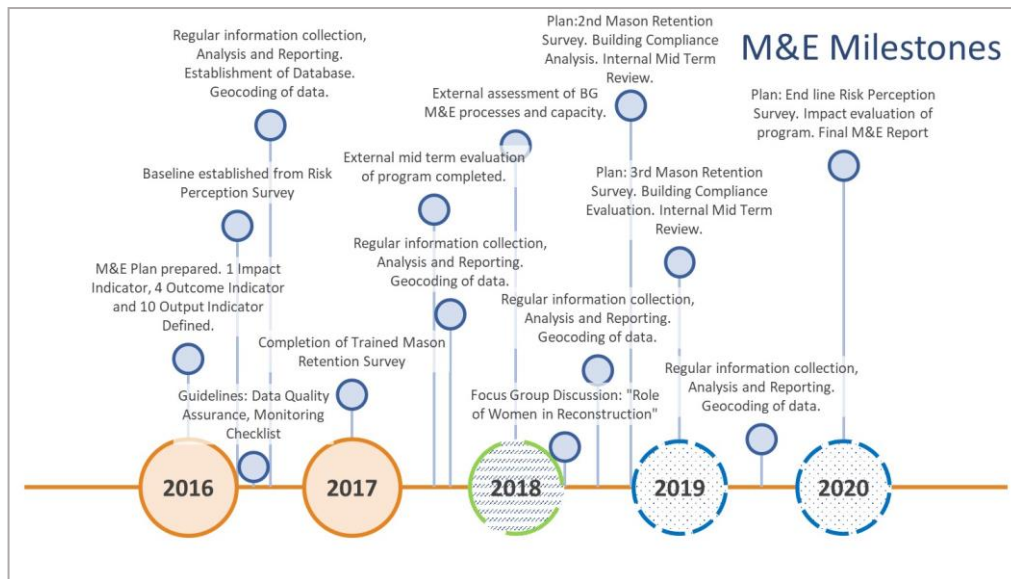 M&E Milestones
Regular information collection,
Analysis and Reporting.
Establishment of Database.
Geocoding of data.
Baseline established from Risk
Perception Survey
M&E Plan prepared. 1 Impact
Indicator, 4 Outcome Indicator
and 10 Output Indicator
Defined.
Guidelines: Data Quality
Assurance, Monitoring
Checklist
Completion of Trained Mason
Retention Survey
External mid term evaluation
of program completed.
Regular information collection,
Analysis and Reporting.
Geocoding of data.
External assessment of BG
M&E processes and capacity.
Focus Group Discussion: "Role
of Women in Reconstruction"
Regular information collection,
Analysis and Reporting.
Geocoding of data.
Plan:2nd Mason Retention
Survey. Building Compliance
Analysis. Internal Mid Term
Review.
Plan: 3rd Mason Retention
Survey. Building Compliance
Evaluation. Internal Mid Term
Review.
Regular information collection,
Analysis and Reporting.
Geocoding of data.
Plan: End line Risk Perception
Survey. Impact evaluation of
program. Final M&E Report
2016
2017
2018
2019
2020